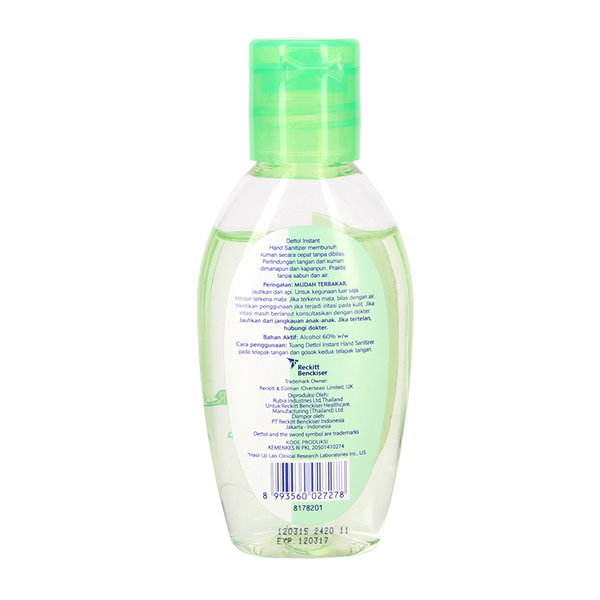 Dettol Instant
Hand Sanitizer membunuh
kuman secara cepat tanpa dibilas.
Perlindungan tangan dari kuman
dimanapun dan kapanpun. Praktis
tanpa sabun dan air.
Peringatan: MUDAH TERBAKAR.
Jauhkan dari api. Untuk kegunaan luar saja.
Hindari terkena mata. Jika terkena mata, bilas dengan air.
Hentikan penggunaan jika terjadi iritasi pada kulit. Jika
iritasi masih berlanjut konsultasikan dengan dokter.
Jauhkan dari jangkauan anak-anak. Jika tertelan,
hubungi dokter.
Bahan Aktif: Alcohol 60% w/w
Cara penggunaan: Tuang Dettol Instant Hand Sanitizer
pada telapak tangan dan gosok kedua telapak tangan.
Reckitt
Benckiser
Trademark Owner:
Reckitt & Colman (Overseas) Limited, UK
Diproduksi Oleh:
Rubia Industries Ltd, Thailand
Untuk Reckitt Benckiser Healthcare
Manufacturing (Thailand) Ltd.
Diimpor oleh:
PT Reckitt Benckiser Indonesia
Jakarta - Indonesia
Dettol and the sword symbol are trademarks
KODE PRODUKSI
KEMENKES RI PKL 20501410274
*Hasil Uji Lab Clinical Research Laboratories Inc., US.
8 993560 027278
8178201
120315 2420 11
EXP 120317